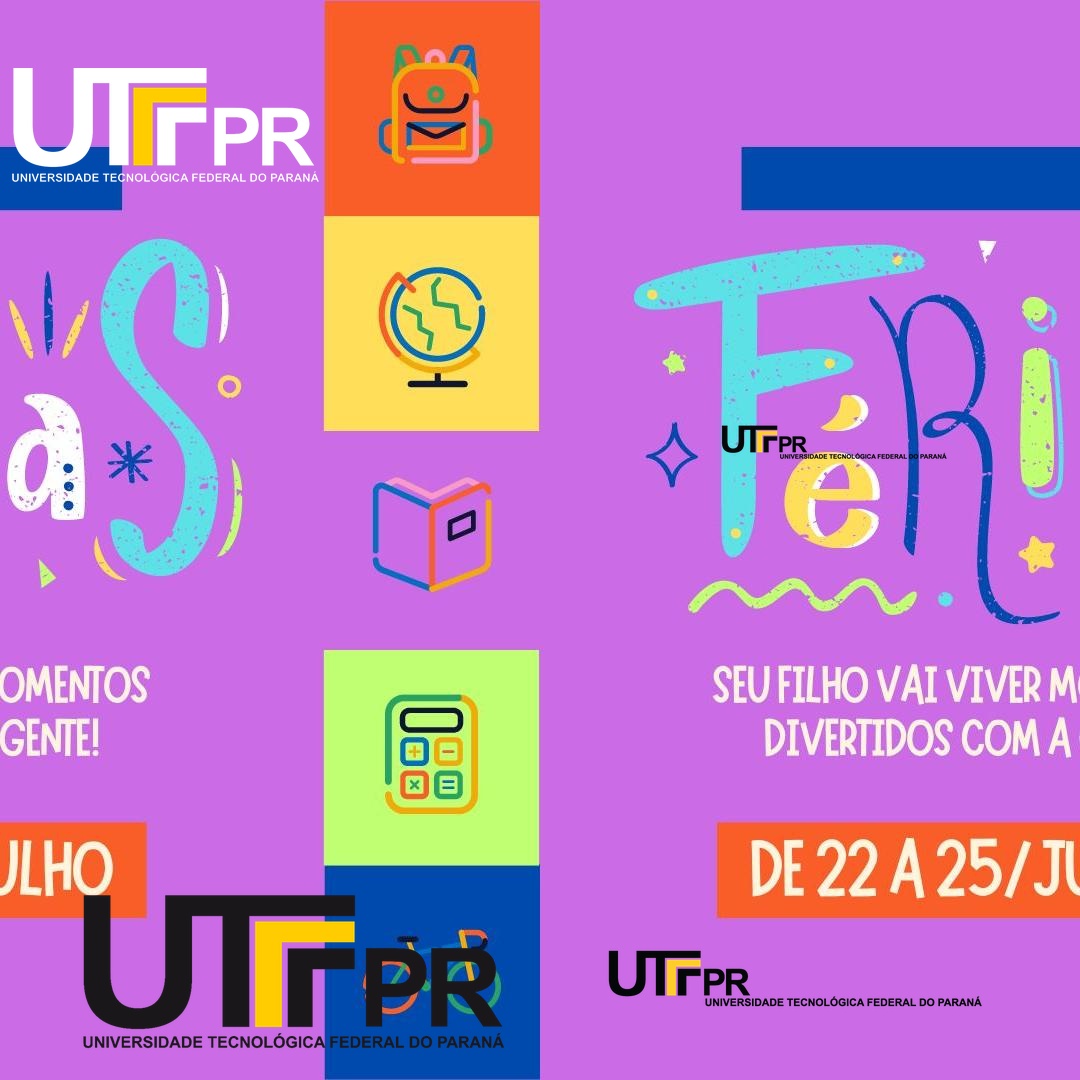 UTFPR
UNIVERSIDADE TECNOLÓGICA FEDERAL DO PARANÁ
aS
OMENTOS
GENTE!
ULHO
UTFPR
UNIVERSIDADE TECNOLÓGICA FEDERAL DO PARANÁ
FéRi
UTFPR
UNIVERSIDADE TECNOLÓGICA FEDERAL DO PARANÁ
SEU FILHO VAI VIVER MO
DIVERTIDOS COM A
DE 22 A 25/JU
UTFPR
UNIVERSIDADE TECNOLÓGICA FEDERAL DO PARANÁ